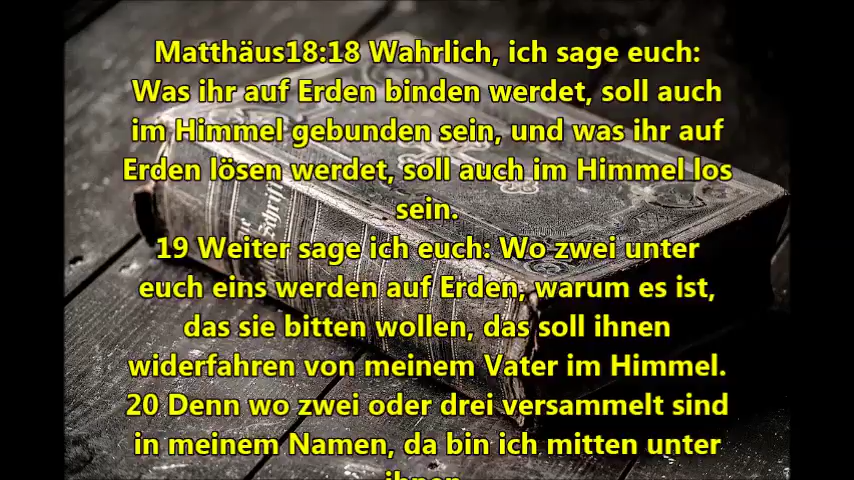 Matthäus18:18 Wahrlich, ich sage euch:
Was ihr auf Erden binden werdet, soll auch
im Himmel gebunden sein, und was ihr auf
Erden lösen werdet, soll auch im Himmel los
sein.
19 Weiter sage ich euch: Wo zwei unter
euch eins werden auf Erden, warum es ist,
das sie bitten wollen, das soll ihnen
widerfahren von meinem Vater im Himmel.
20 Denn wo zwei oder drei versammelt sind
in meinem Namen, da bin ich mitten unter
ihnen
Schrift